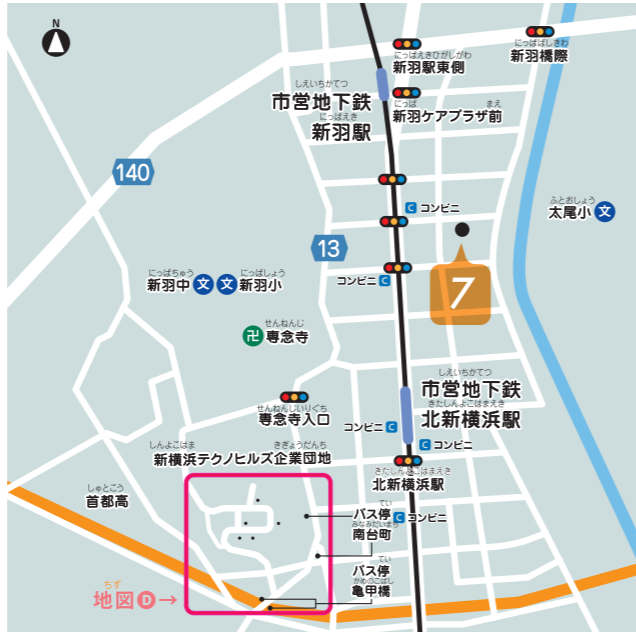 N
にっぱえきひがしがわ
新羽駅東側
にっぱばしきわ
新羽橋際
しえいちかてつ
市営地下鉄
にっぱえき
新羽駅
にっぱ まえ
新羽ケアプラザ前
140
C コンビニ
ふとおしょう
太尾小 文
13
にっぱちゅう
新羽中 文
にっぱしょう
文 新羽小
コンビニ C
7
せんねんじ
卍 専念寺
しえいちかてつ
市営地下鉄
きたしんよこはまえき
北新横浜駅
せんねんじいりぐち
専念寺入口
コンビニ C
C コンビニ
しんよこはま きぎょうだんち
新横浜テクノヒルズ企業団地
きたしんよこはまえき
北新横浜駅
しゅとこう
首都高
てい
バス停
みなみだいまち
南台町
C コンビニ
てい
バス停
かめのこばし
亀甲橋
ちず
地図D→